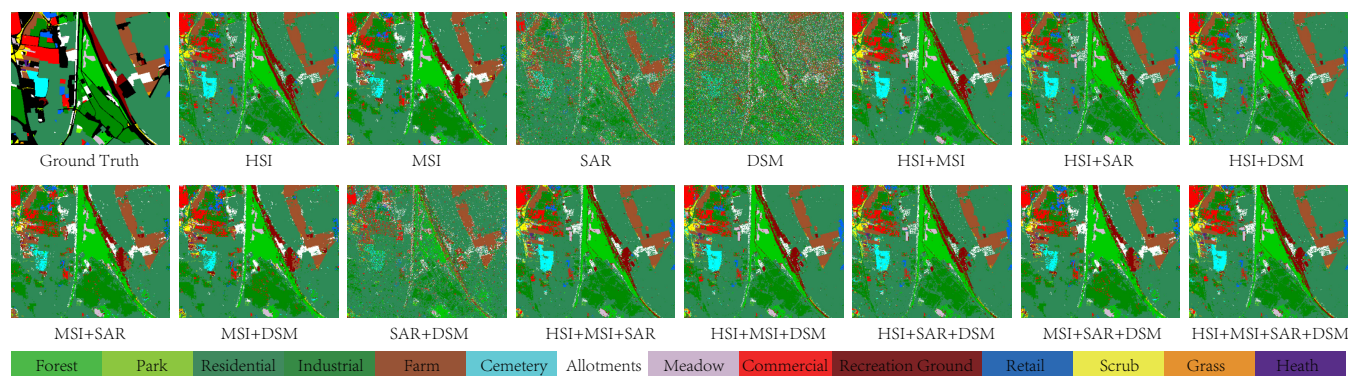 Ground Truth HSI MSI SAR DSM HSI+MSI HSI+SAR HSI+DSM
MSI+SAR MSI+DSM SAR+DSM HSI+MSI+SAR HSI+MSI+DSM HSI+SAR+DSM MSI+SAR+DSM HSI+MSI+SAR+DSM
Forest Park Residential Industrial Farm Cemetery Allotments Meadow Commercial Recreation Ground Retail Scrub Grass Heath